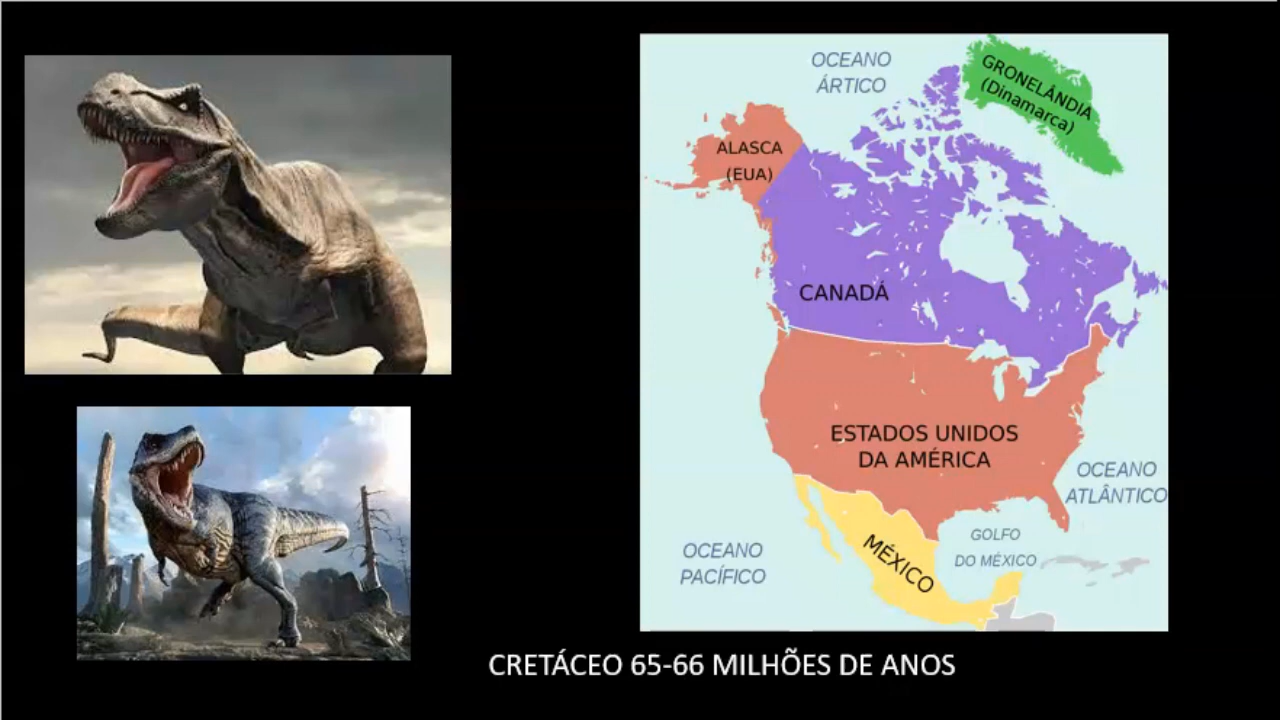 OCEANO
ÁRTICO
GRONELÂNDIA
(Dinamarca)
ALASCA
(EUA)
CANADÁ
ESTADOS UNIDOS
DA AMÉRICA
OCEANO
ATLÂNTICO
GOLFO
DO MÉXICO
MÉXICO
OCEANO
PACÍFICO
CRETÁCEO 65-66 MILHÕES DE ANOS